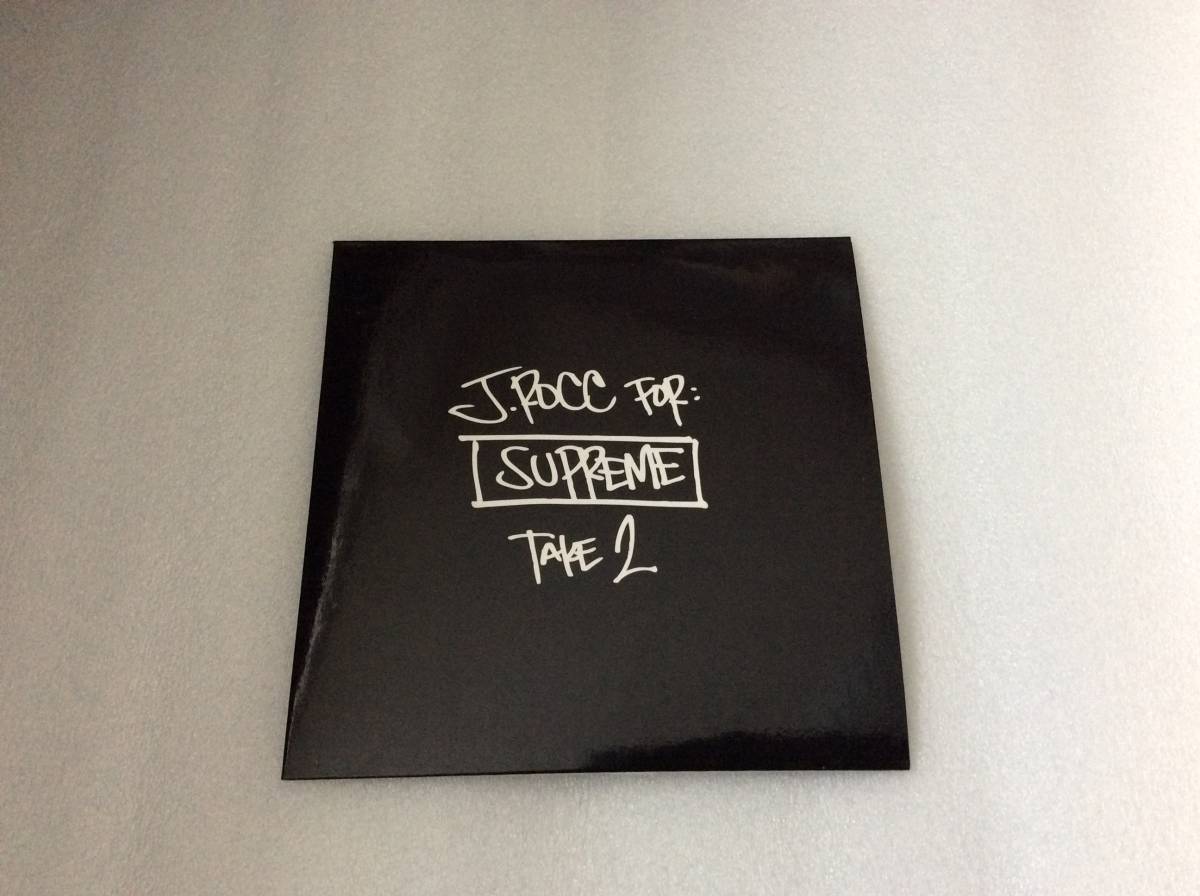 J.ROCC FOR:
SUPREME
TAKE 2